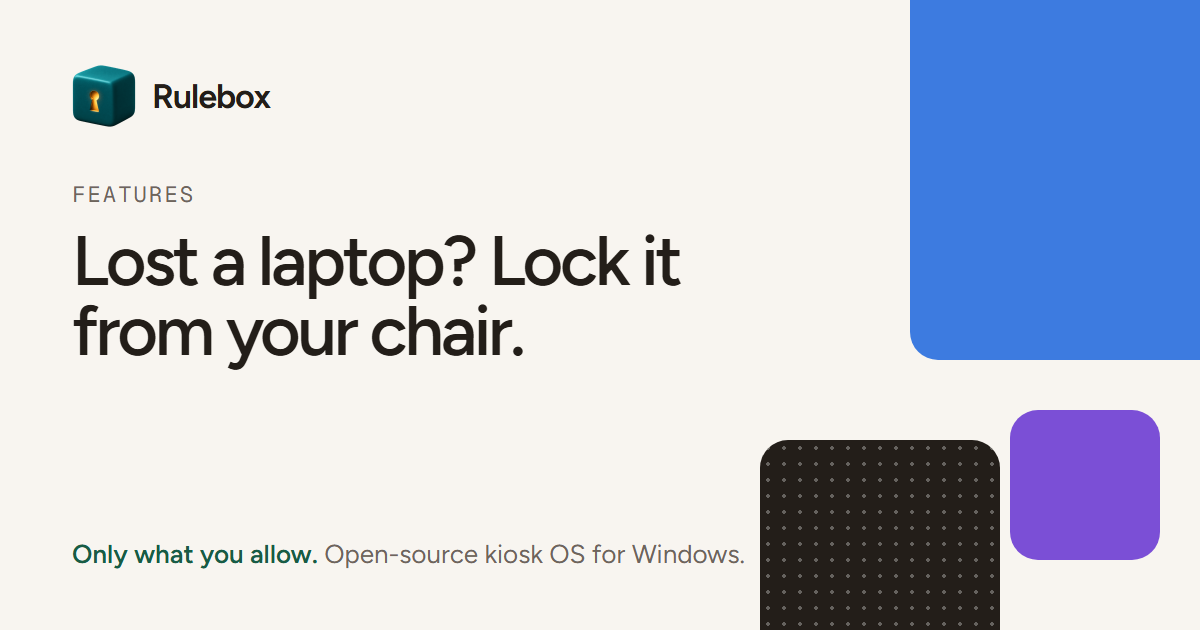 Rulebox
FEATURES
Lost a laptop? Lock it
from your chair.
Only what you allow. Open-source kiosk OS for Windows.